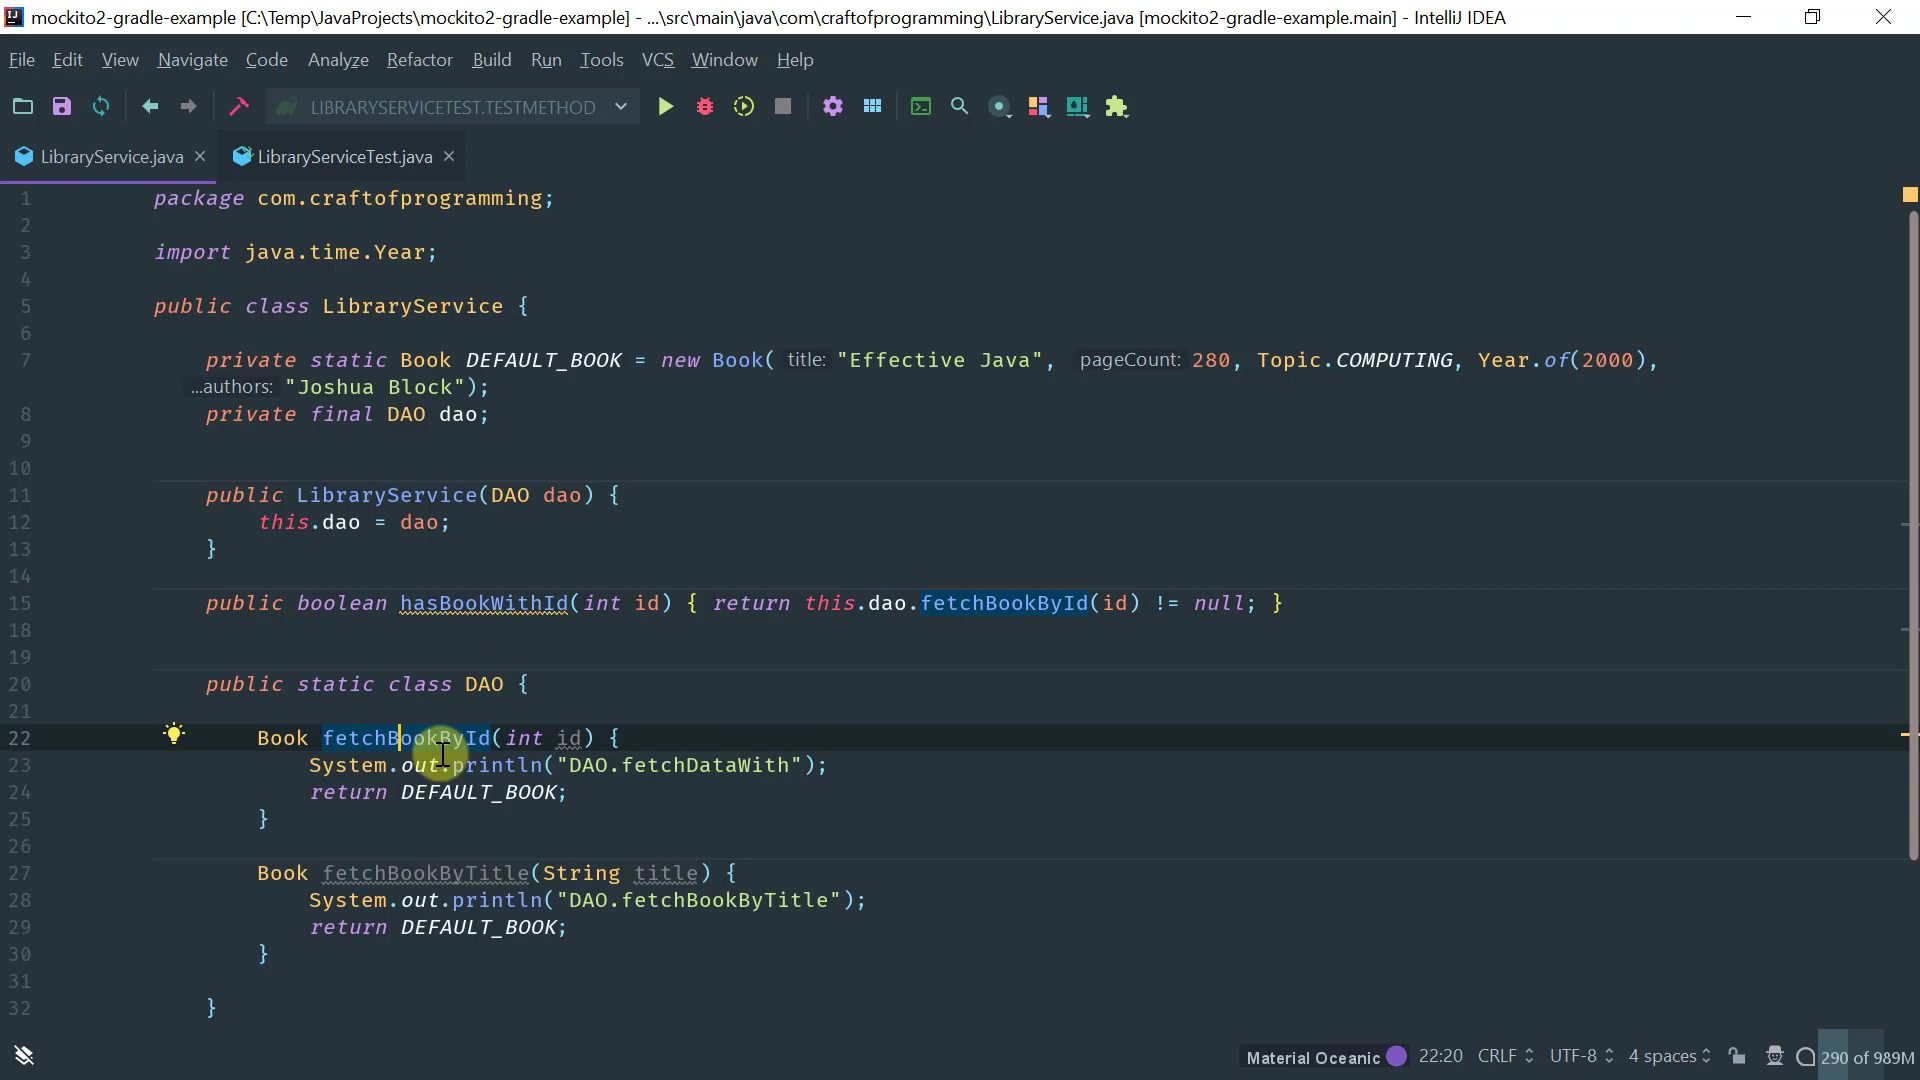 mockito2-gradle-example [C:\Temp\JavaProjects\mockito2-gradle-example] - ...\src\main\java\com\craftofprogramming\LibraryService.java [mockito2-gradle-example.main] - IntelliJ IDEA
File Edit View Navigate Code Analyze Refactor Build Run Tools VCS Window Help
LIBRARYSERVICETEST.TESTMETHOD
LibraryService.java LibraryServiceTest.java
1 package com.craftofprogramming;
2
3 import java.time.Year;
4
5 public class LibraryService {
6
7 private static Book DEFAULT_BOOK = new Book( title: "Effective Java", pageCount: 280, Topic.COMPUTING, Year.of(2000),
...authors: "Joshua Block");
8 private final DAO dao;
9
10
11 public LibraryService(DAO dao) {
12 this.dao = dao;
13 }
14
15 public boolean hasBookWithId(int id) { return this.dao.fetchBookById(id) != null; }
18
19
20 public static class DAO {
21
22 Book fetchBookById(int id) {
23 System.out.println("DAO.fetchDataWith");
24 return DEFAULT_BOOK;
25 }
26
27 Book fetchBookByTitle(String title) {
28 System.out.println("DAO.fetchBookByTitle");
29 return DEFAULT_BOOK;
30 }
31
32 }
Material Oceanic 22:20 CRLF UTF-8 4 spaces 290 of 989M